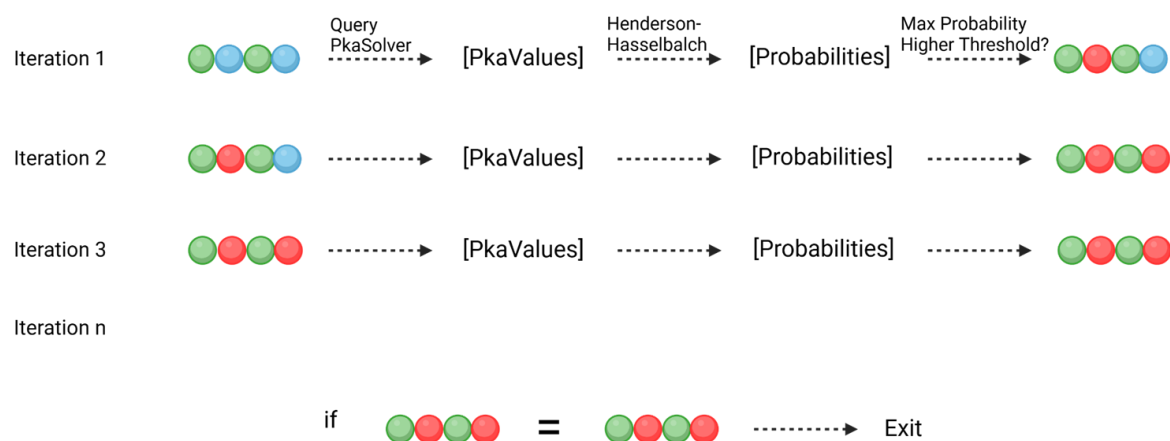 Iteration 1
Query
PkaSolver
[PkaValues]
Henderson-
Hasselbalch
[Probabilities]
Max Probability
Higher Threshold?
Iteration 2
[PkaValues]
[Probabilities]
Iteration 3
[PkaValues]
[Probabilities]
Iteration n
if
=
Exit